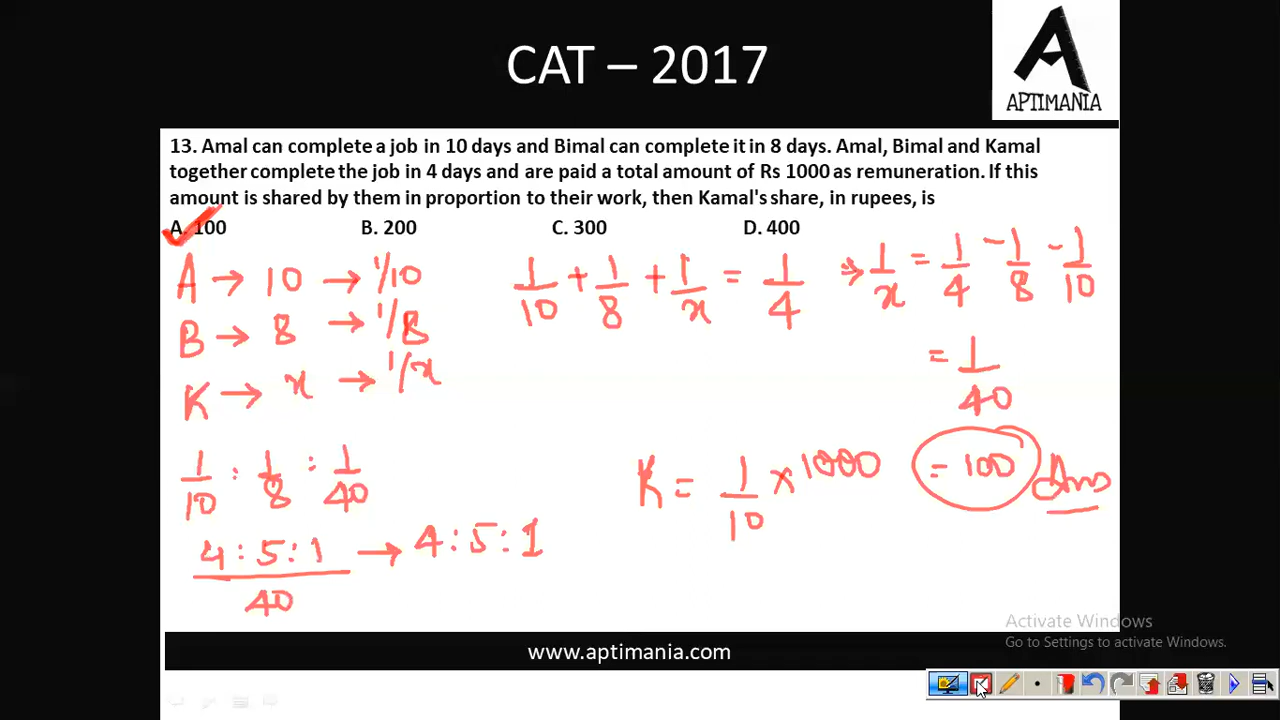 CAT – 2017
APTIMANIA
13. Amal can complete a job in 10 days and Bimal can complete it in 8 days. Amal, Bimal and Kamal
together complete the job in 4 days and are paid a total amount of Rs 1000 as remuneration. If this
amount is shared by them in proportion to their work, then Kamal's share, in rupees, is
A. 100 B. 200 C. 300 D. 400
A → 10 → 1/10
B → 8 → 1/8
K → x → 1/x
1/10 + 1/8 + 1/x = 1/4 ⇒ 1/x = 1/4 - 1/8 - 1/10
= 1/40
1/10 : 1/8 : 1/40
4:5:1/40 → 4:5:1
K = 1/10 × 1000 = 100 Ans
Activate Windows
Go to Settings to activate Windows.
www.aptimania.com